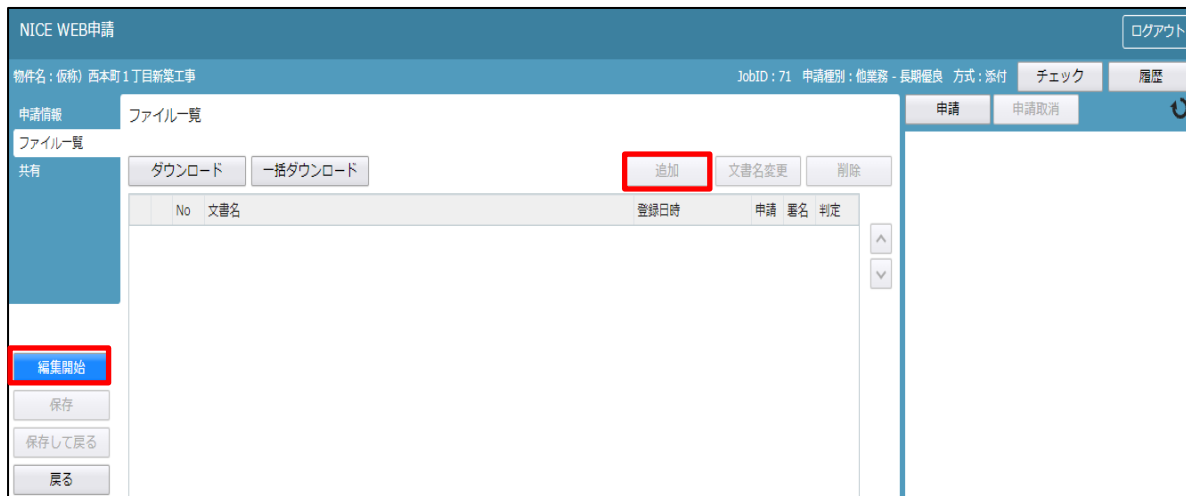 NICE WEB申請
ログアウト
物件名：仮称）西本町１丁目新築工事
JobID：71 申請種別：他業務 - 長期優良 方式：添付
チェック
履歴
申請情報
ファイル一覧
共有
ファイル一覧
申請
申請取消
ダウンロード
一括ダウンロード
追加
文書名変更
削除
No 文書名 登録日時 申請 署名 判定
編集開始
保存
保存して戻る
戻る